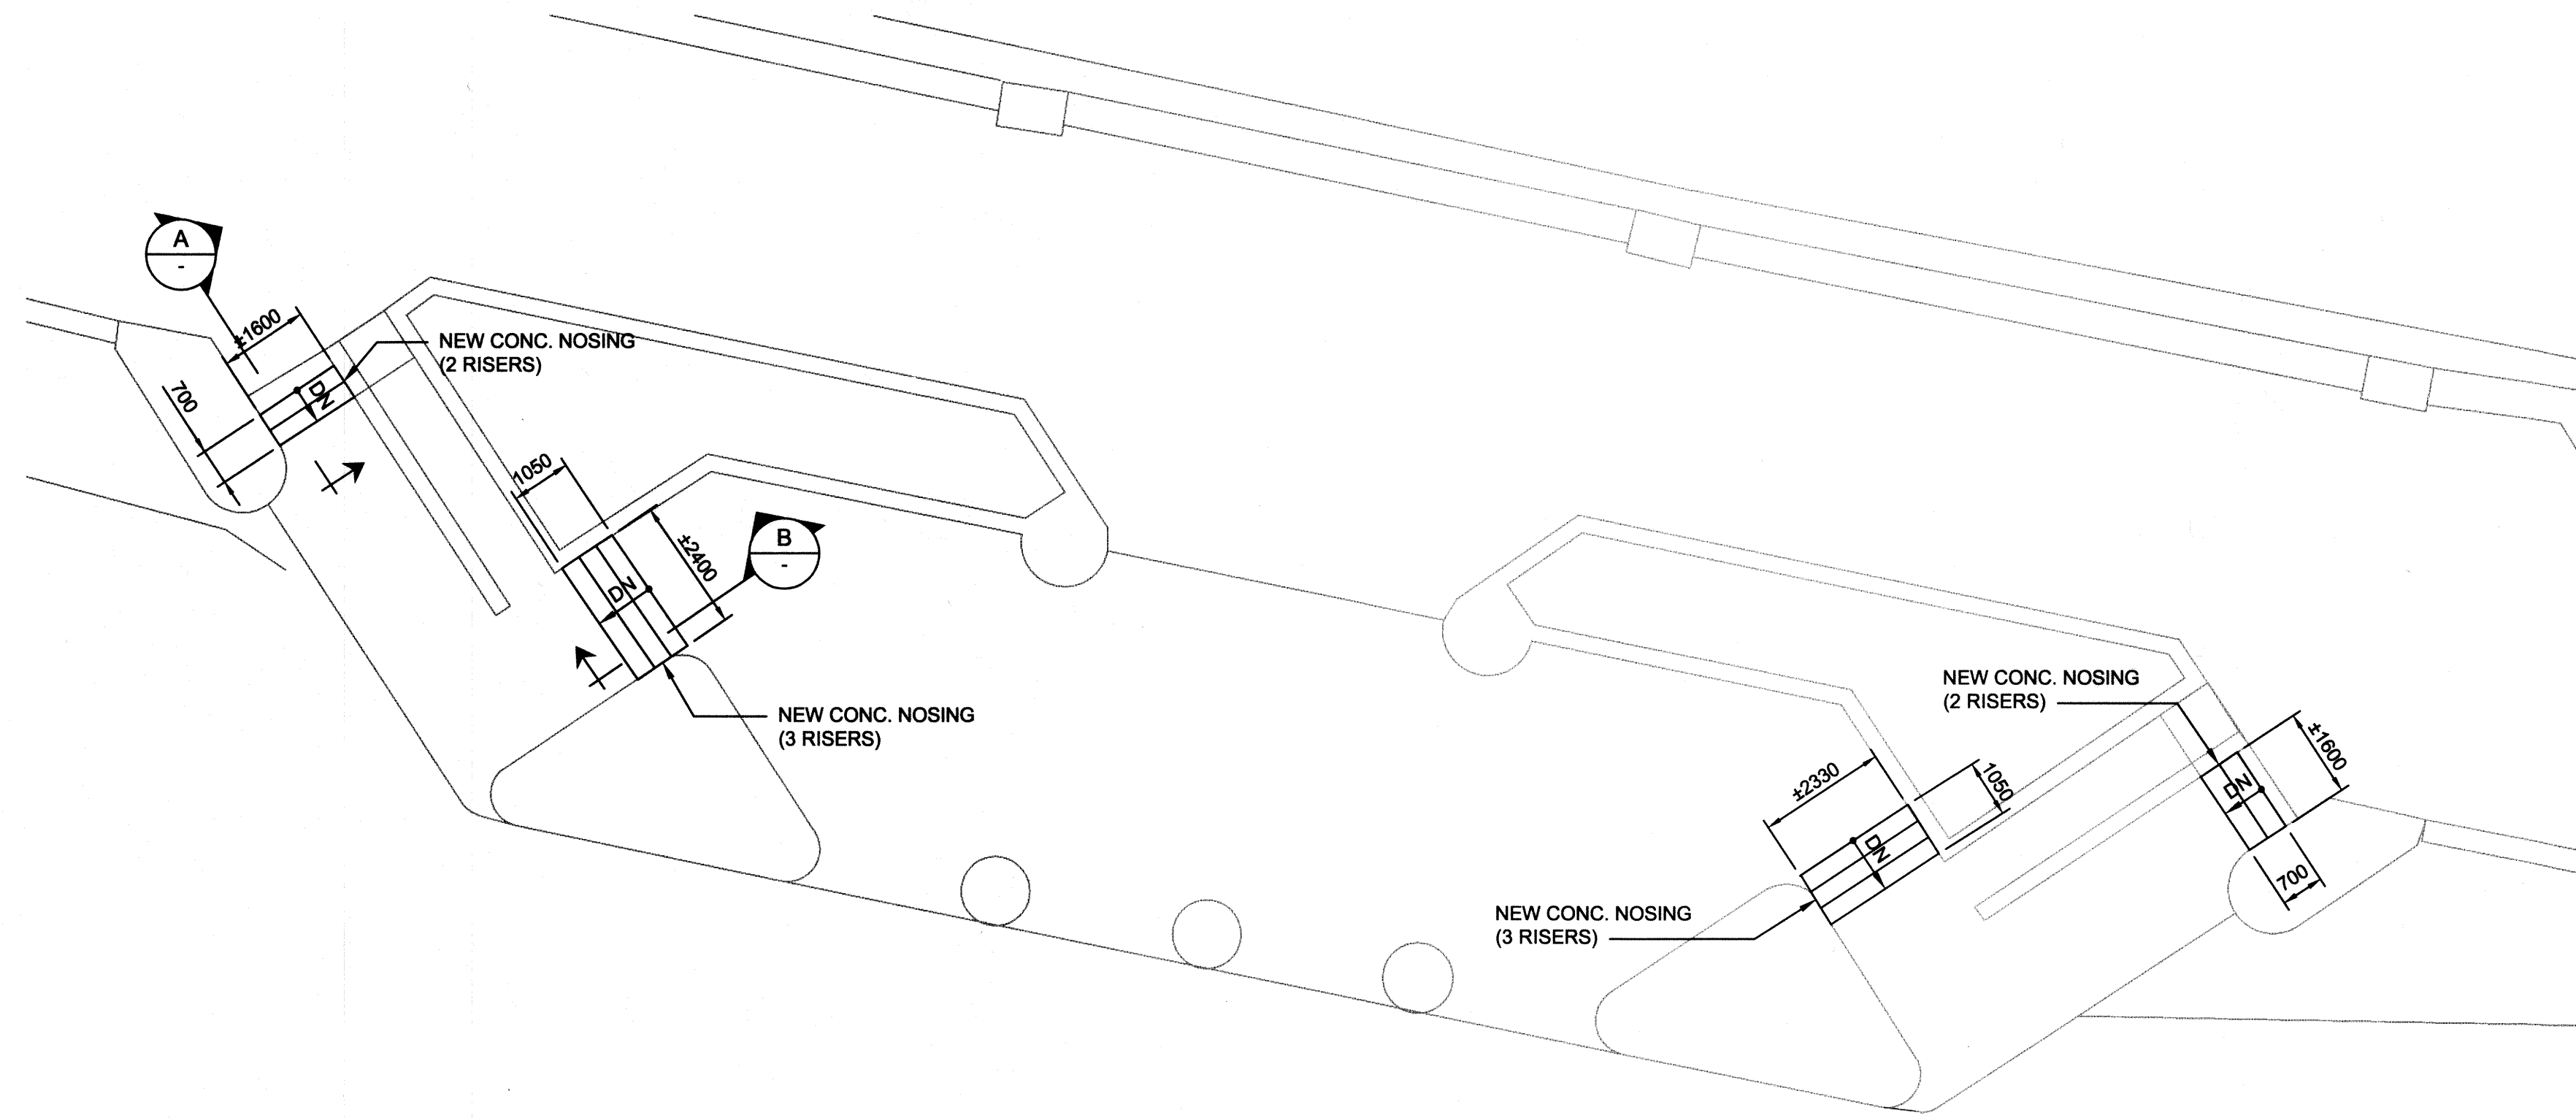 A
-
±1600
700
DN
NEW CONC. NOSING
(2 RISERS)
1050
±2400
DN
B
-
NEW CONC. NOSING
(3 RISERS)
NEW CONC. NOSING
(2 RISERS)
±1600
DN
700
±2330
1050
DN
NEW CONC. NOSING
(3 RISERS)